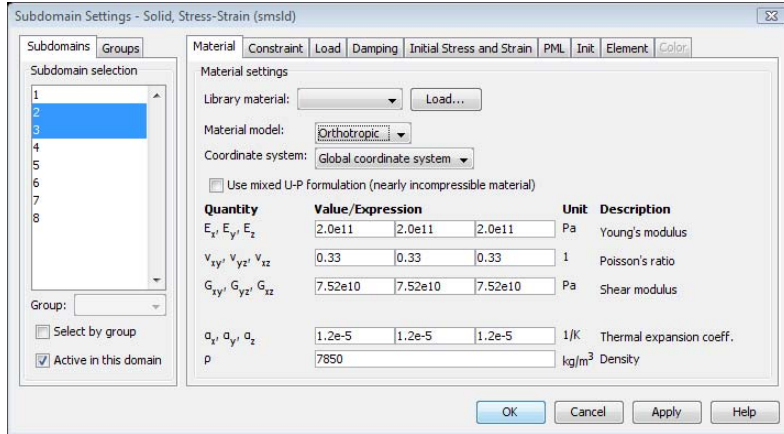 Subdomain Settings - Solid, Stress-Strain (smsld)
Subdomains Groups
Subdomain selection
1
2
3
4
5
6
7
8
Group:
Select by group
Active in this domain
Material Constraint Load Damping Initial Stress and Strain PML Init Element Color
Material settings
Library material: Load...
Material model: Orthotropic
Coordinate system: Global coordinate system
Use mixed U-P formulation (nearly incompressible material)
Quantity Value/Expression Unit Description
Ex, Ey, Ez 2.0e11 2.0e11 2.0e11 Pa Young's modulus
νxy, νyz, νxz 0.33 0.33 0.33 1 Poisson's ratio
Gxy, Gyz, Gxz 7.52e10 7.52e10 7.52e10 Pa Shear modulus
αx, αy, αz 1.2e-5 1.2e-5 1.2e-5 1/K Thermal expansion coeff.
ρ 7850 kg/m³ Density
OK Cancel Apply Help